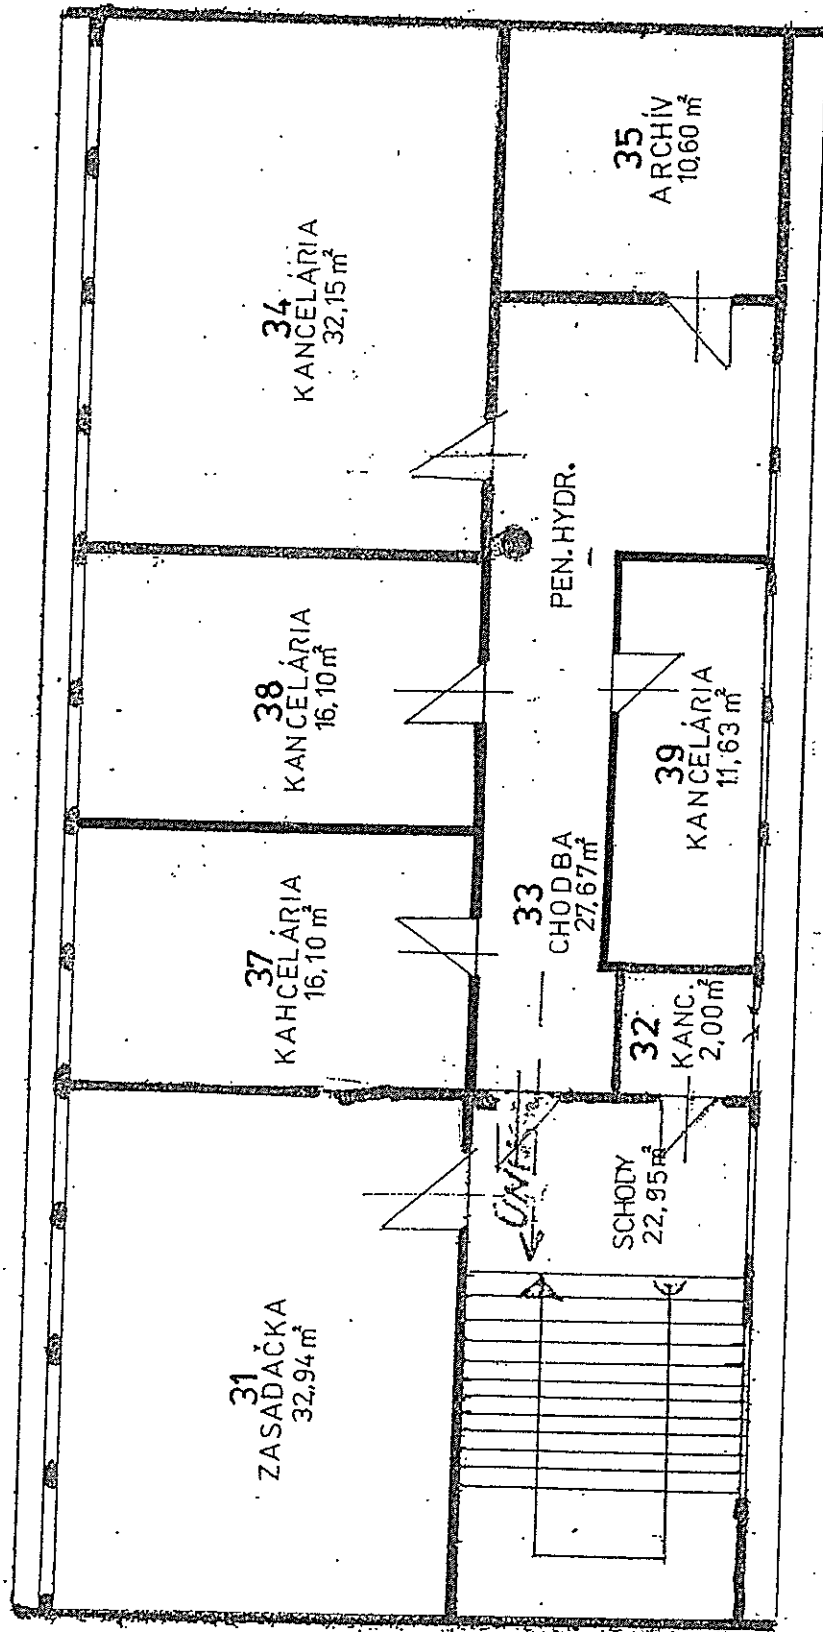 34
KANCELÁRIA
32,15 m²
35
ARCHÍV
10,60 m²
38
KANCELÁRIA
16,10 m²
PEN. HYDR.
39
KANCELÁRIA
11,63 m²
37
KAHCELÁRIA
16,10 m²
33
CHODBA
27,67 m²
32
KANC.
2,00 m²
31
ZASADAČKA
32,94 m²
SCHODY
22,95 m²